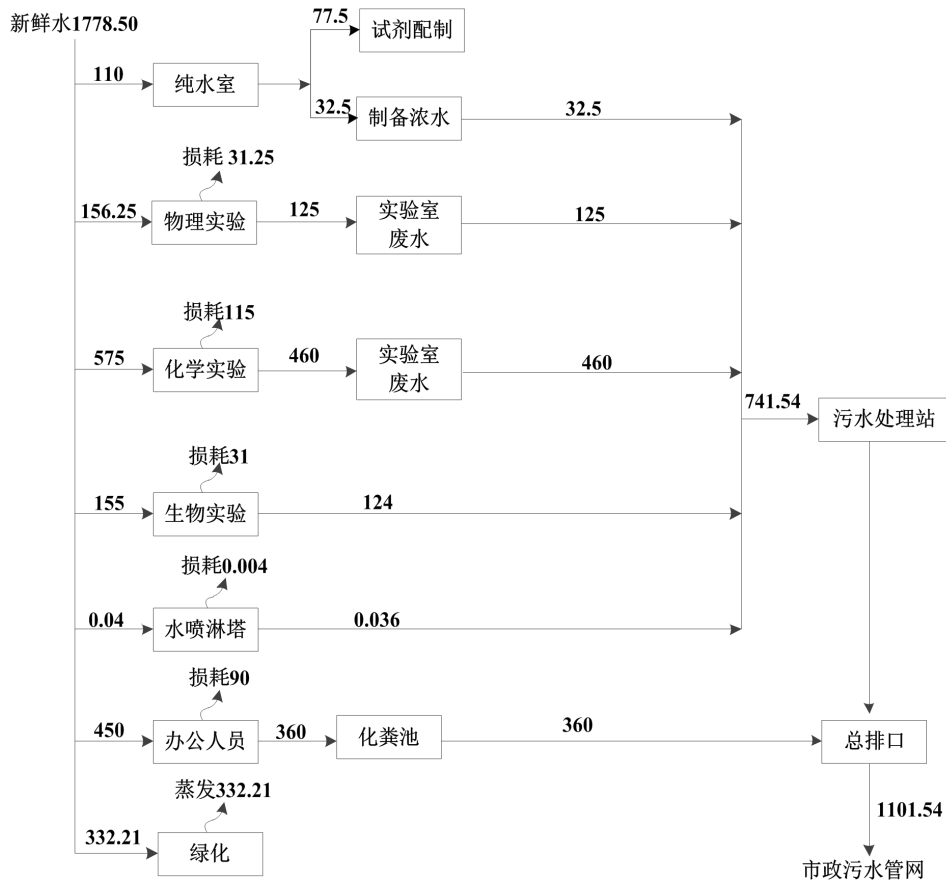 新鲜水1778.50
77.5
试剂配制
110
纯水室
32.5
制备浓水
32.5
损耗 31.25
156.25
物理实验
125
实验室
废水
125
损耗115
575
化学实验
460
实验室
废水
460
741.54
污水处理站
损耗31
155
生物实验
124
损耗0.004
0.04
水喷淋塔
0.036
损耗90
450
办公人员
360
化粪池
360
总排口
蒸发332.21
332.21
绿化
1101.54
市政污水管网